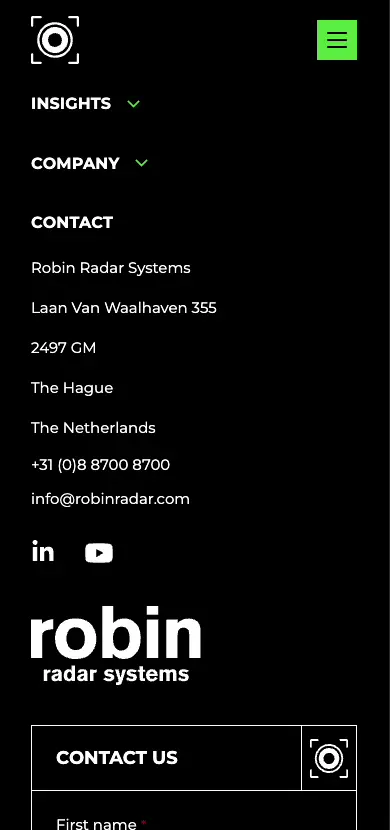 INSIGHTS
COMPANY
CONTACT
Robin Radar Systems
Laan Van Waalhaven 355
2497 GM
The Hague
The Netherlands
+31 (0)8 8700 8700
info@robinradar.com
in
robin
radar systems
CONTACT US
First name *